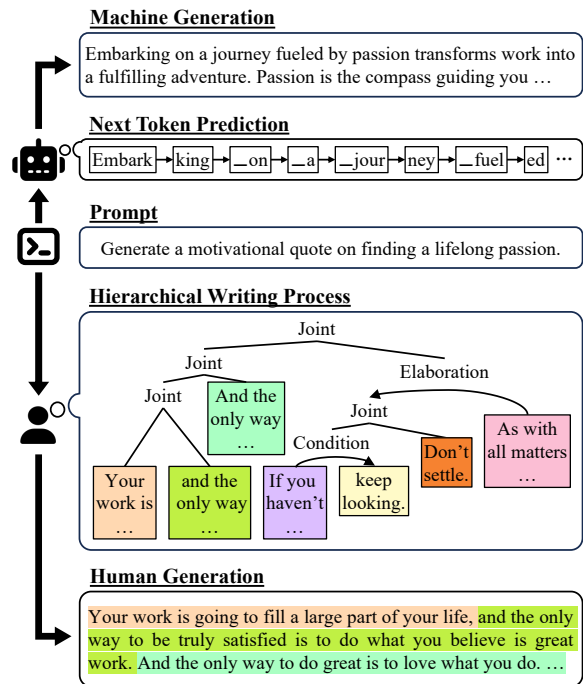 Machine Generation
Embarking on a journey fueled by passion transforms work into
a fulfilling adventure. Passion is the compass guiding you …
Next Token Prediction
Embark king _on _a _jour ney _fuel ed …
Prompt
Generate a motivational quote on finding a lifelong passion.
Hierarchical Writing Process
Joint
Joint
Elaboration
Joint
And the
only way
…
Joint
Condition
As with
all matters
…
Don't
settle.
Your
work is
…
and the
only way
…
If you
haven't
…
keep
looking.
Human Generation
Your work is going to fill a large part of your life, and the only
way to be truly satisfied is to do what you believe is great
work. And the only way to do great is to love what you do. …